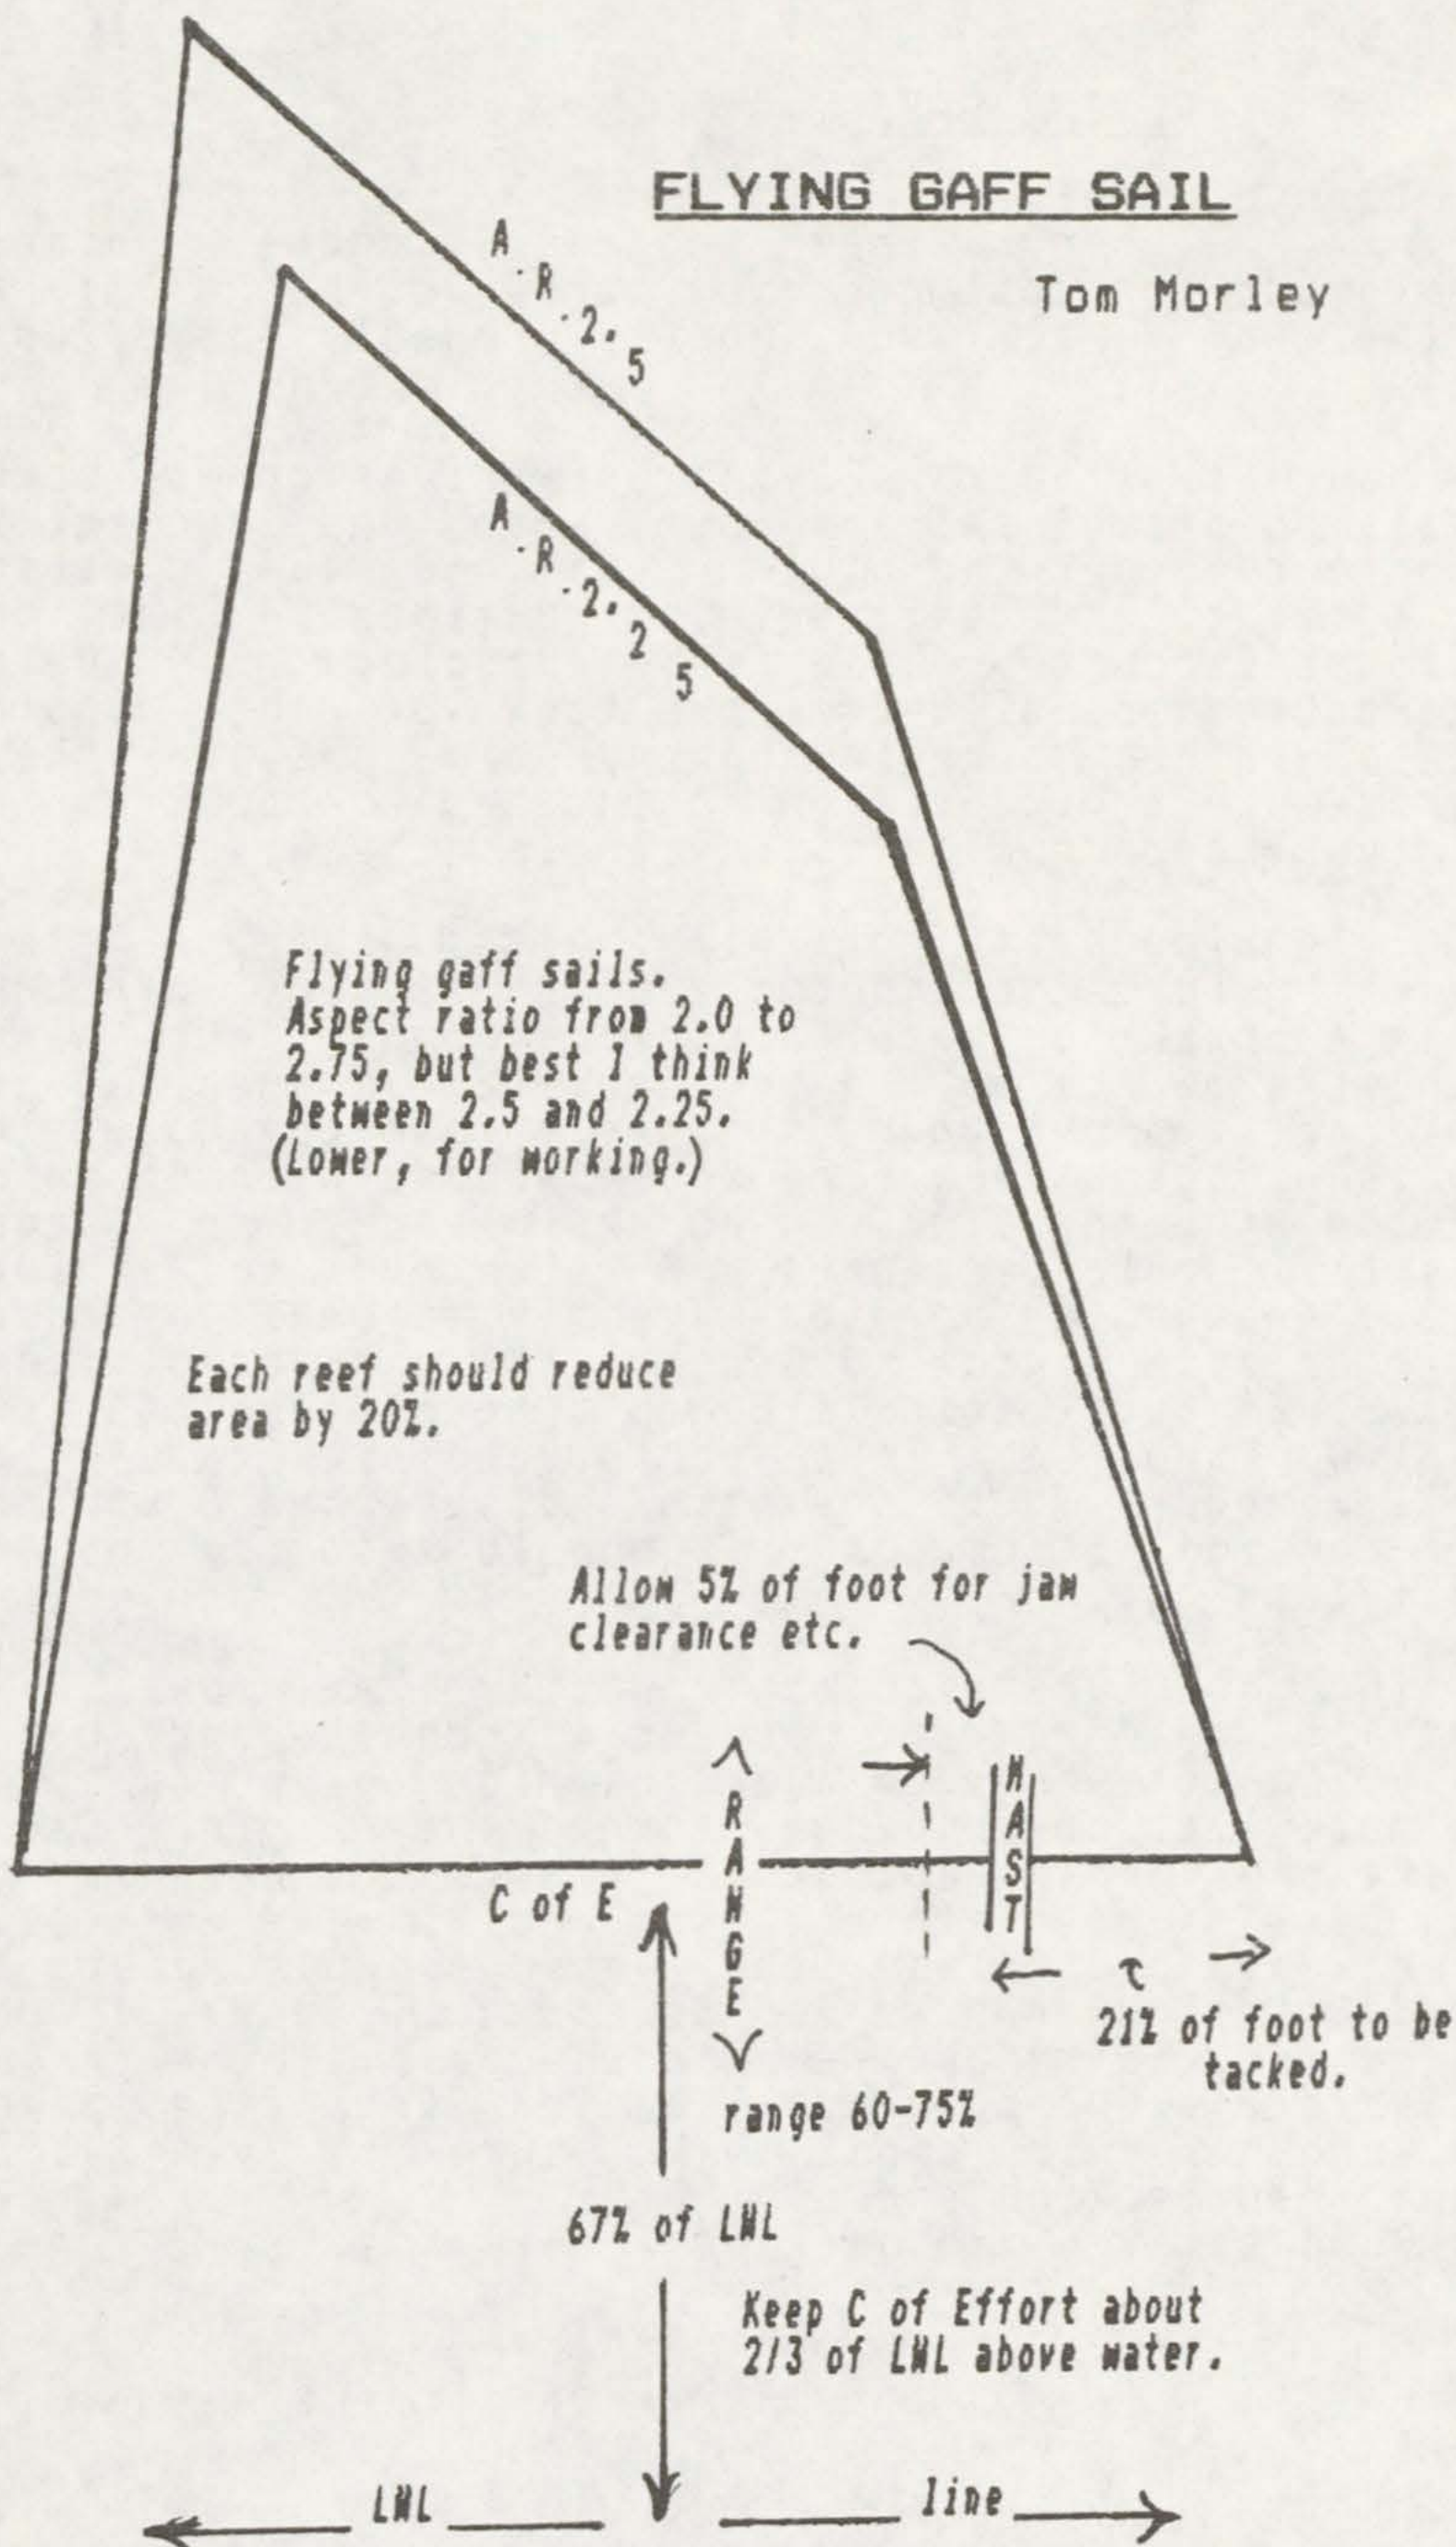 FLYING GAFF SAIL
Tom Morley
A.R.2.5
A.R.2.25
Flying gaff sails.
Aspect ratio from 2.0 to
2.75, but best I think
between 2.5 and 2.25.
(Lower, for working.)
Each reef should reduce
area by 20%.
Allow 5% of foot for jaw
clearance etc.
MAST
RANGE
C of E
21% of foot to be
tacked.
range 60-75%
67% of LWL
Keep C of Effort about
2/3 of LWL above water.
LWL line